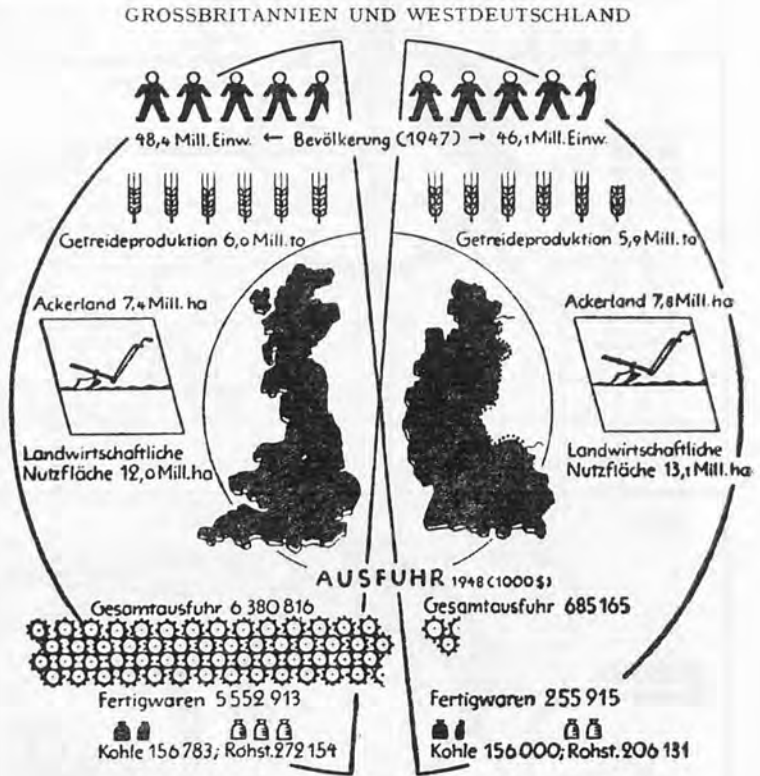 GROSSBRITANNIEN UND WESTDEUTSCHLAND
48,4 Mill. Einw. ← Bevölkerung (1947) → 46,1 Mill. Einw.
Getreideproduktion 6,0 Mill. to
Getreideproduktion 5,9 Mill. to
Ackerland 7,4 Mill. ha
Ackerland 7,8 Mill. ha
Landwirtschaftliche
Nutzfläche 12,0 Mill. ha
Landwirtschaftliche
Nutzfläche 13,1 Mill. ha
AUSFUHR 1948 (1000 $)
Gesamtausfuhr 6 380 816
Gesamtausfuhr 685 165
Fertigwaren 5 552 913
Fertigwaren 255 915
Kohle 156 783; Rohst. 272 154
Kohle 156 000; Rohst. 206 131